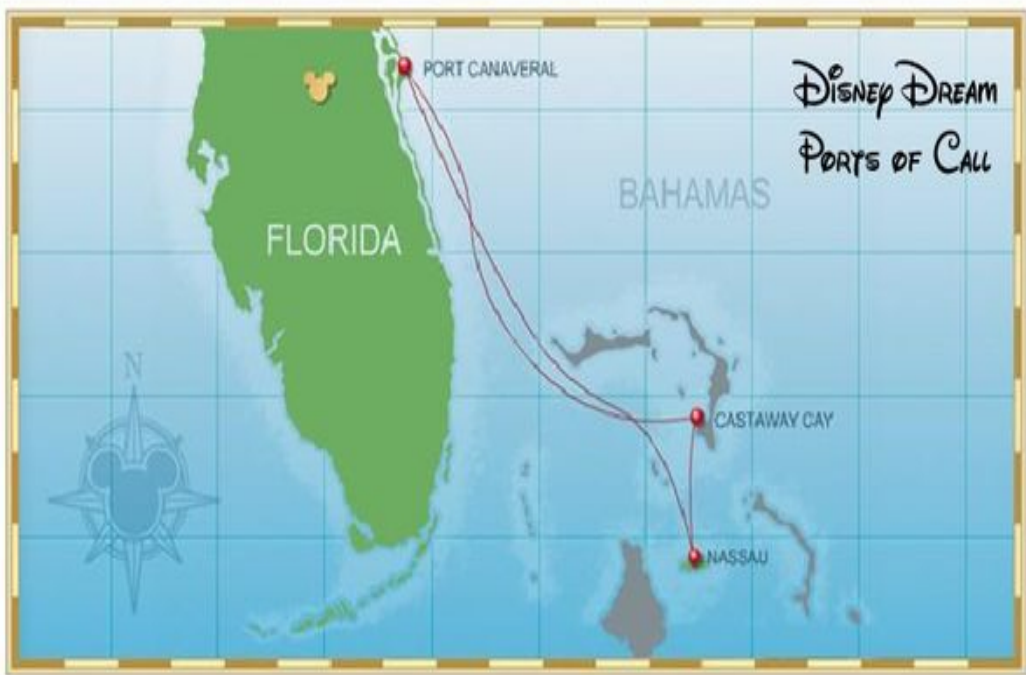 Disney Dream
Ports of Call
PORT CANAVERAL
BAHAMAS
FLORIDA
N
CASTAWAY CAY
NASSAU